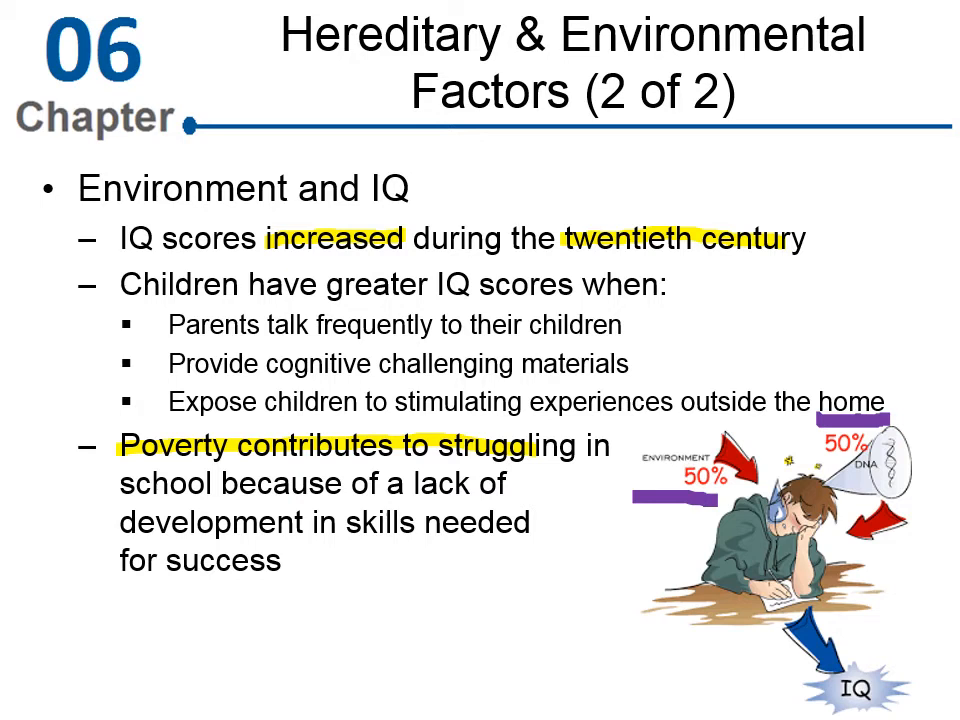 06
Chapter
Hereditary & Environmental
Factors (2 of 2)
• Environment and IQ
– IQ scores increased during the twentieth century
– Children have greater IQ scores when:
▪ Parents talk frequently to their children
▪ Provide cognitive challenging materials
▪ Expose children to stimulating experiences outside the home
– Poverty contributes to struggling in
school because of a lack of
development in skills needed
for success
ENVIRONMENT
50%
50%
DNA
IQ